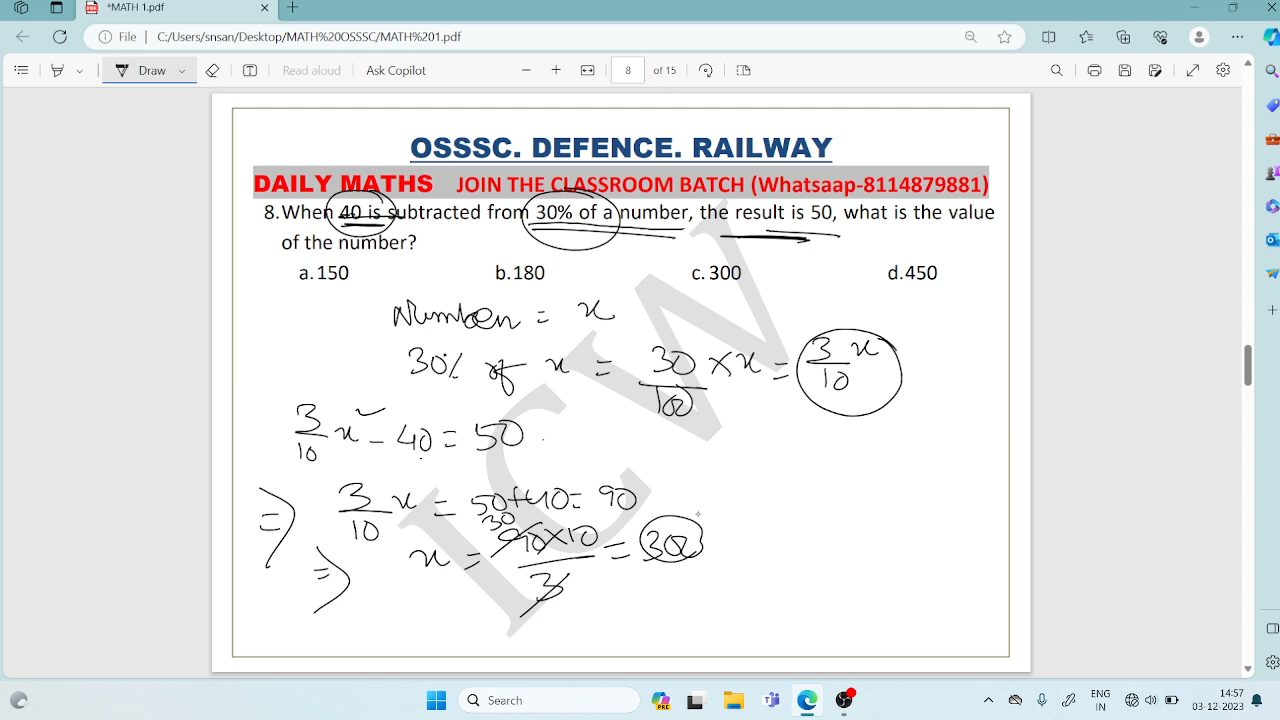 *MATH 1.pdf
File C:/Users/snsan/Desktop/MATH%20OSSSC/MATH%201.pdf
Draw Read aloud Ask Copilot 8 of 15
OSSSC. DEFENCE. RAILWAY
DAILY MATHS JOIN THE CLASSROOM BATCH (Whatsaap-8114879881)
8. When 40 is subtracted from 30% of a number, the result is 50, what is the value
of the number?
a. 150 b. 180 c. 300 d. 450
Number = x
30% of x = 30/100 × x = 3/10 x
3/10 x - 40 = 50
=> 3/10 x = 50+40 = 90
30
=> x = 90×10/3 = 300
ICW
Search PRE ENG 14:57
IN 03-12-2023